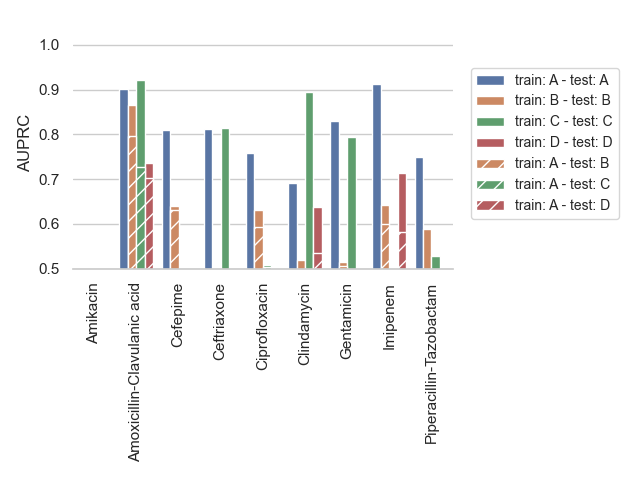 AUPRC
1.0
0.9
0.8
0.7
0.6
0.5
Amikacin
Amoxicillin-Clavulanic acid
Cefepime
Ceftriaxone
Ciprofloxacin
Clindamycin
Gentamicin
Imipenem
Piperacillin-Tazobactam
train: A - test: A
train: B - test: B
train: C - test: C
train: D - test: D
train: A - test: B
train: A - test: C
train: A - test: D